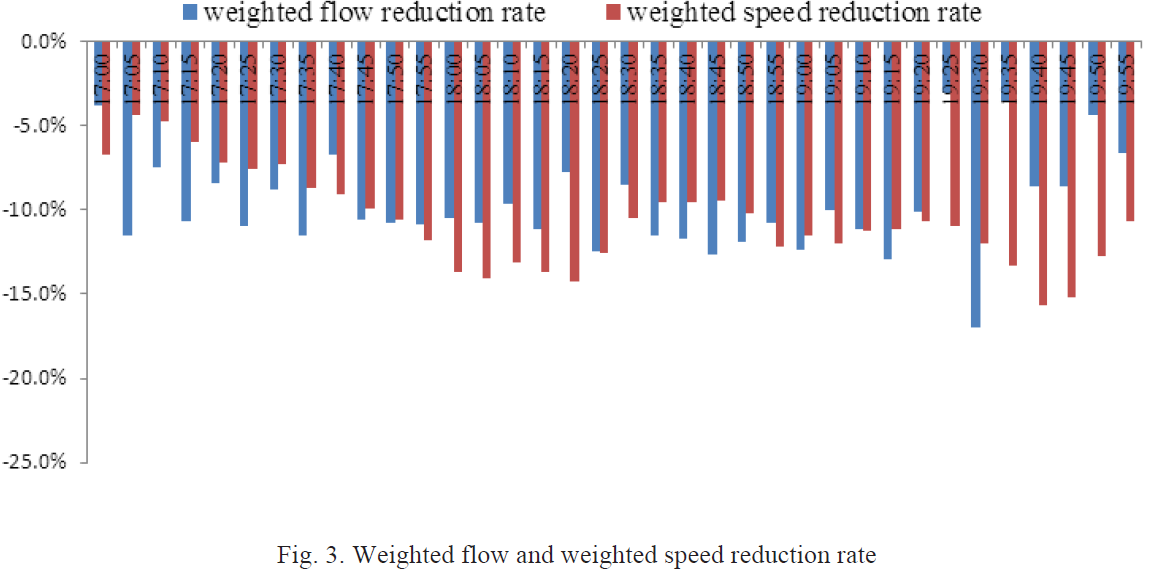 weighted flow reduction rate weighted speed reduction rate
0.0%
-5.0%
-10.0%
-15.0%
-20.0%
-25.0%
17:00 17:05 17:10 17:15 17:20 17:25 17:30 17:35 17:40 17:45 17:50 17:55 18:00 18:05 18:10 18:15 18:20 18:25 18:30 18:35 18:40 18:45 18:50 18:55 19:00 19:05 19:10 19:15 19:20 19:25 19:30 19:35 19:40 19:45 19:50 19:55
Fig. 3. Weighted flow and weighted speed reduction rate